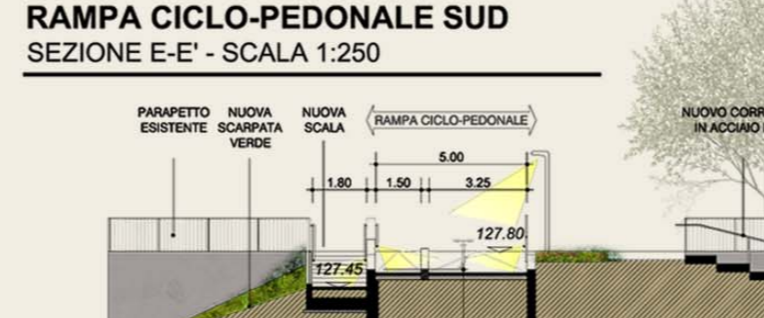 RAMPA CICLO-PEDONALE SUD
SEZIONE E-E' - SCALA 1:250
PARAPETTO
ESISTENTE
NUOVA
SCARPATA
VERDE
NUOVA
SCALA
RAMPA CICLO-PEDONALE
NUOVO CORR
IN ACCIAIO
5.00
1.80
1.50
3.25
127.80
127.45